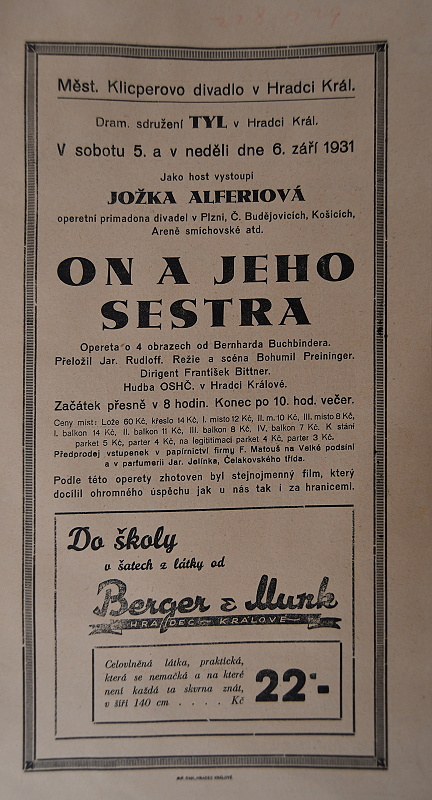 Měst. Klicperovo divadlo v Hradci Král.
Dram. sdružení TYL v Hradci Král.
V sobotu 5. a v neděli dne 6. září 1931
Jako host vystoupí
JOŽKA ALFERIOVÁ
operetní primadona divadel v Plzni, Č. Budějovicích, Košicích,
Areně smíchovské atd.
ON A JEHO
SESTRA
Opereta o 4 obrazech od Bernharda Buchbindera.
Přeložil Jar. Rudloff. Režie a scéna Bohumil Preininger.
Dirigent František Bittner.
Hudba OSHČ. v Hradci Králové.
Začátek přesně v 8 hodin. Konec po 10. hod. večer.
Ceny míst: Lože 60 Kč, křeslo 14 Kč, I. místo 12 Kč, II. m. 10 Kč, III. místo 8 Kč,
I. balkon 14 Kč, II. balkon 11 Kč, III. balkon 8 Kč, IV, balkon 7 Kč. K stání
parket 5 Kč, parter 4 Kč, na legitimaci parket 4 Kč, parter 3 Kč.
Předprodej vstupenek v papírnictví firmy F. Matouš na Velké podsíni
a v parfumerii Jar. Jelínka, Čelakovského třída.
Podle této operety zhotoven byl stejnojmenný film, který
docílil ohromného úspěchu jak u nás tak i za hranicemi.
Do školy
v šatech z látky od
Berger & Munk
HRADEC KRÁLOVÉ
Celovlněná látka, praktická,
která se nemačká a na které
není každá ta skvrna znát,
v šíři 140 cm . . . . Kč
22·-